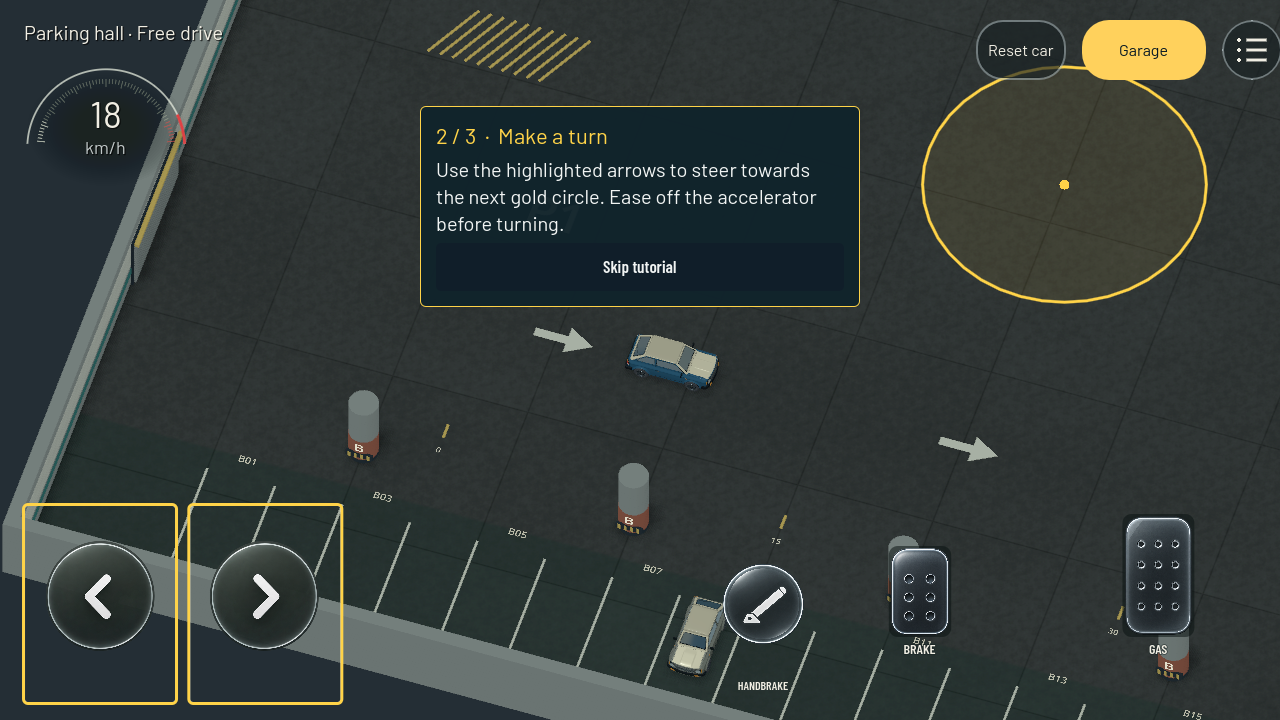 Parking hall · Free drive
Reset car
Garage
18
km/h
2 / 3 · Make a turn
Use the highlighted arrows to steer towards
the next gold circle. Ease off the accelerator
before turning.
Skip tutorial
B
0
B01
B03
B
B05
15
B07
B11
30
BRAKE
GAS
B
B13
HANDBRAKE
B15